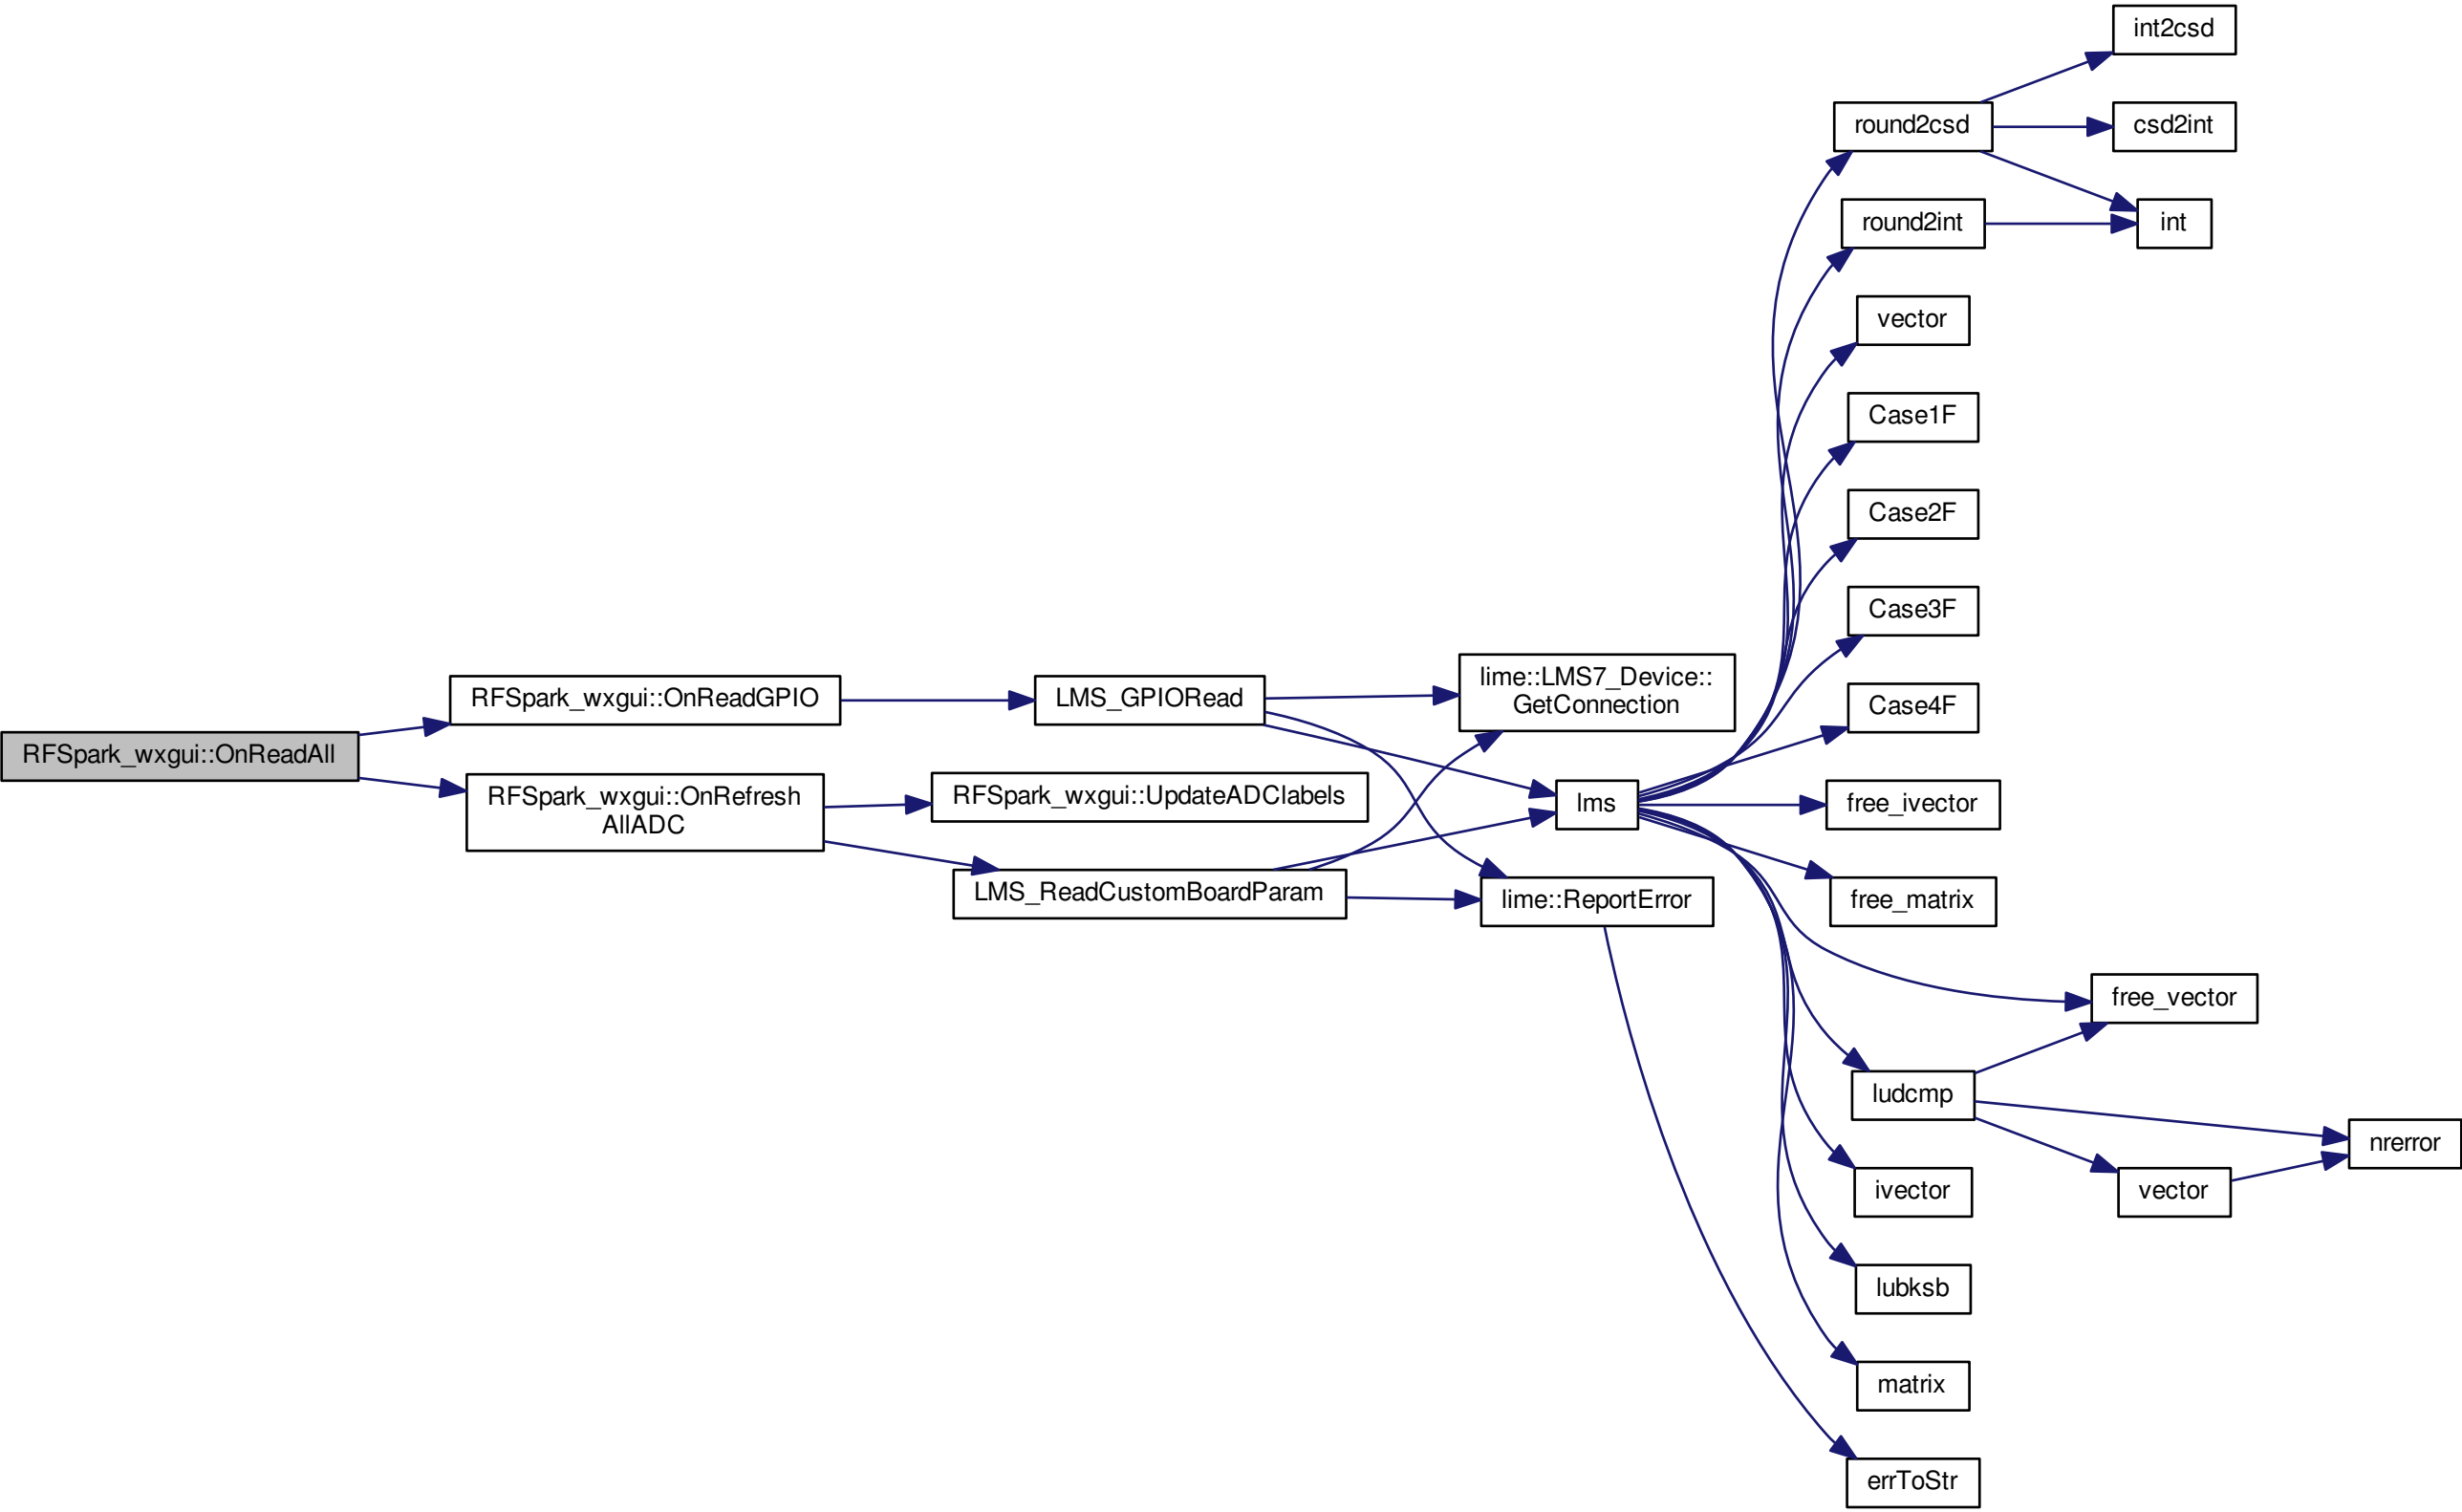 RFSpark_wxgui::OnReadAll
RFSpark_wxgui::OnReadGPIO
RFSpark_wxgui::OnRefresh
AllADC
LMS_GPIORead
RFSpark_wxgui::UpdateADClabels
LMS_ReadCustomBoardParam
lime::LMS7_Device::
GetConnection
lms
lime::ReportError
round2csd
round2int
vector
Case1F
Case2F
Case3F
Case4F
free_ivector
free_matrix
ludcmp
ivector
lubksb
matrix
errToStr
int2csd
csd2int
int
free_vector
vector
nrerror